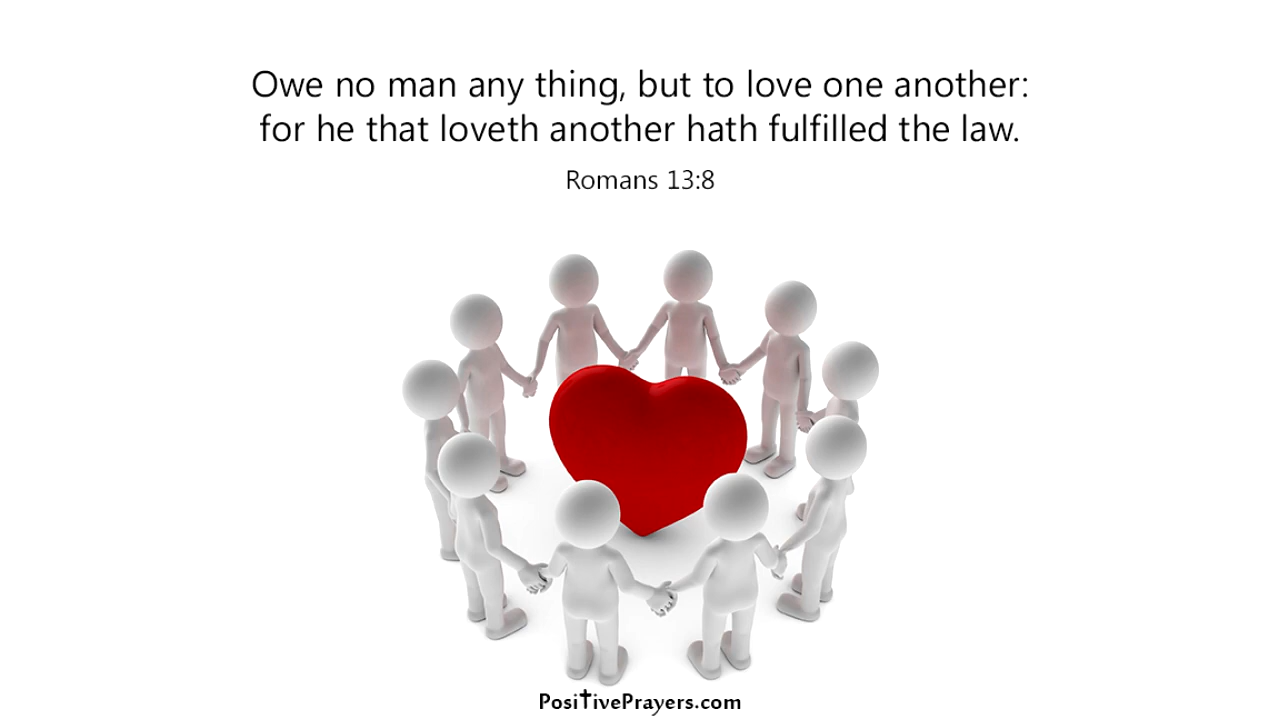 Owe no man any thing, but to love one another:
for he that loveth another hath fulfilled the law.
Romans 13:8
PositivePrayers.com